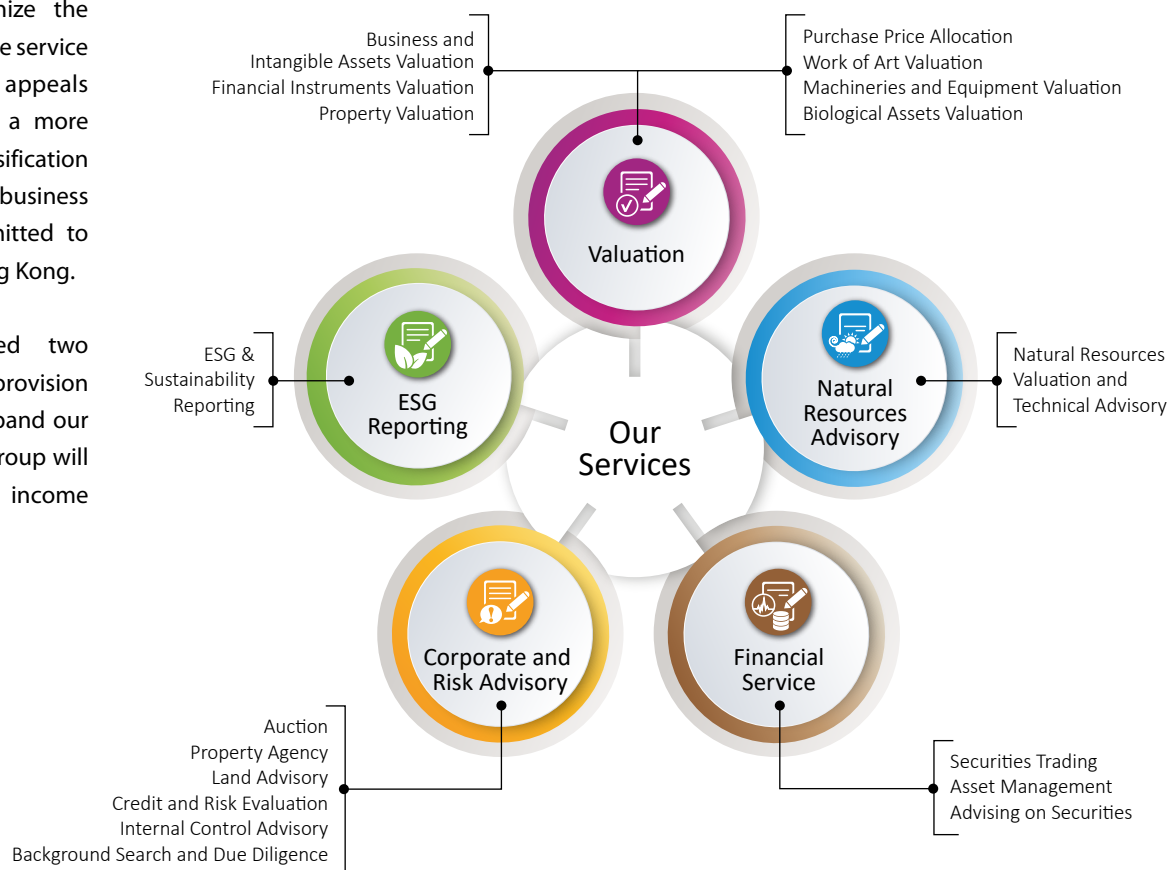 nize the
e service
appeals
a more
sification
business
nitted to
g Kong.
ed two
provision
pand our
roup will
income
Business and
Intangible Assets Valuation
Financial Instruments Valuation
Property Valuation
Purchase Price Allocation
Work of Art Valuation
Machineries and Equipment Valuation
Biological Assets Valuation
Valuation
ESG &
Sustainability
Reporting
ESG
Reporting
Natural
Resources
Advisory
Natural Resources
Valuation and
Technical Advisory
Our
Services
Corporate and
Risk Advisory
Financial
Service
Auction
Property Agency
Land Advisory
Credit and Risk Evaluation
Internal Control Advisory
Background Search and Due Diligence
Securities Trading
Asset Management
Advising on Securities